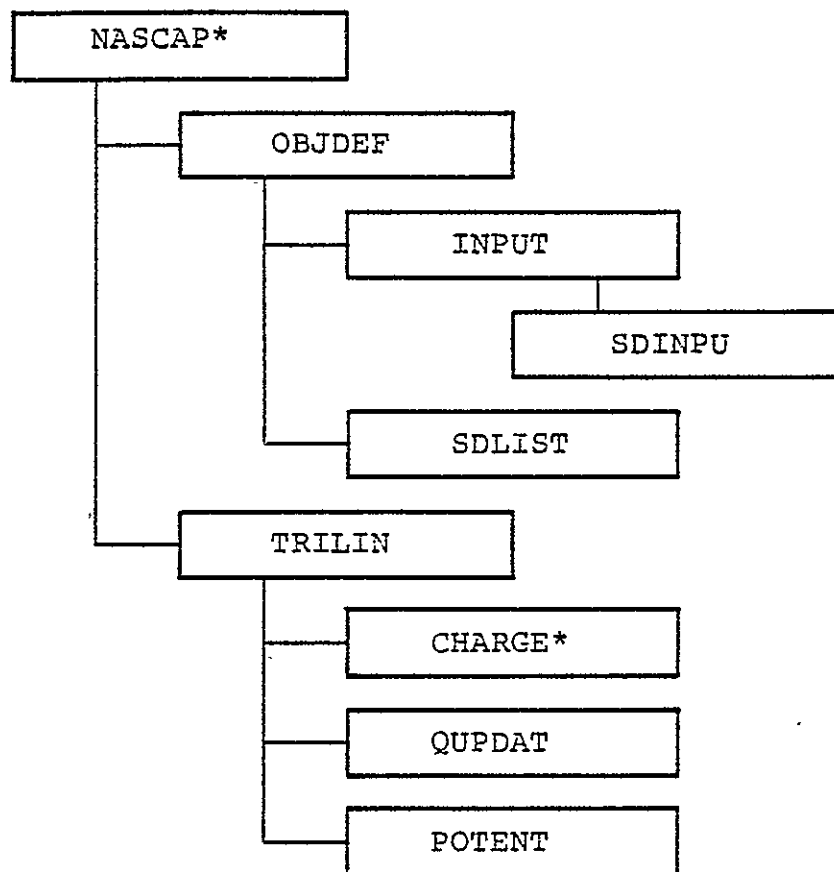 NASCAP*
OBJDEF
INPUT
SDINPU
SDLIST
TRILIN
CHARGE*
QUPDAT
POTENT